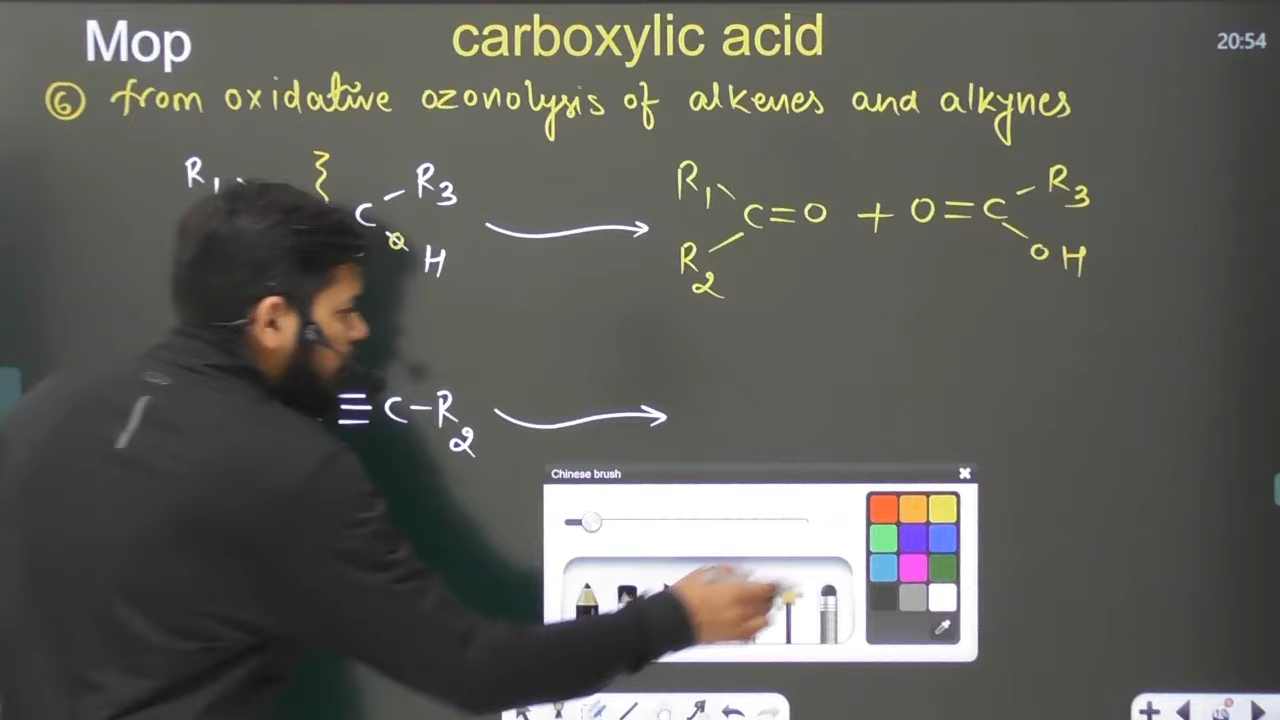 Mop carboxylic acid 20:54
⑥ from oxidative ozonolysis of alkenes and alkynes
R1 C R3 H
R1 R2 C=O + O=C R3 OH
≡ C-R2
Chinese brush